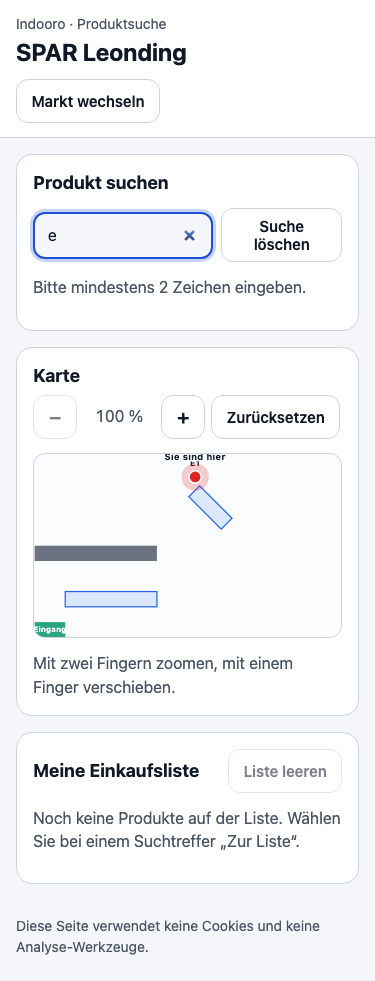 Indooro · Produktsuche
SPAR Leonding
Markt wechseln
Produkt suchen
e
Suche
löschen
Bitte mindestens 2 Zeichen eingeben.
Karte
−
100 %
+
Zurücksetzen
Sie sind hier
Eingang
Mit zwei Fingern zoomen, mit einem
Finger verschieben.
Meine Einkaufsliste
Liste leeren
Noch keine Produkte auf der Liste. Wählen
Sie bei einem Suchtreffer „Zur Liste“.
Diese Seite verwendet keine Cookies und keine
Analyse-Werkzeuge.